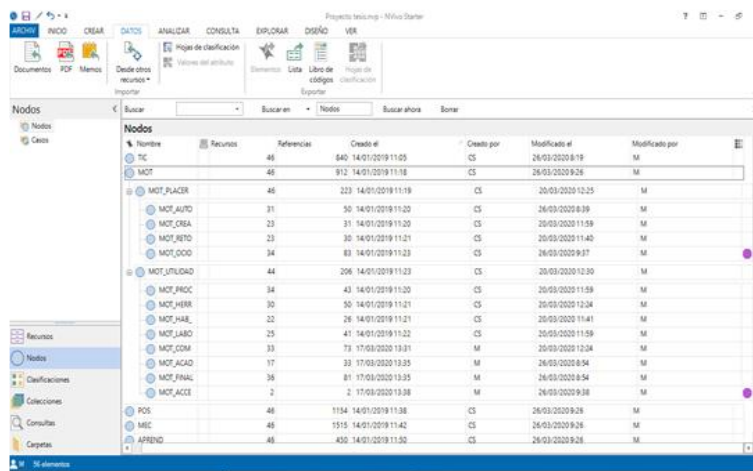 Proyecto tesis.nvp - NVivo Starter
ARCHIV INICIO CREAR DATOS ANALIZAR CONSULTA EXPLORAR DISEÑO VER
Hojas de clasificación
Valores del atributo
Documentos PDF Memos Desde otros recursos Elementos Lista Libro de códigos Hojas de clasificación
Importar Exportar
Nodos
Buscar Buscar en Nodos Buscar ahora Borrar
Nodos
Casos
Nodos
Nombre Recursos Referencias Creado el Creado por Modificado el Modificado por
TIC 46 840 14/01/2019 11:05 CS 26/03/2020 8:19 M
MOT 46 912 14/01/2019 11:18 CS 26/03/2020 9:26 M
MOT_PLACER 46 223 14/01/2019 11:19 CS 20/03/2020 12:25 M
MOT_AUTO 31 50 14/01/2019 11:20 CS 26/03/2020 8:39 M
MOT_CREA 23 31 14/01/2019 11:20 CS 20/03/2020 11:59 M
MOT_RETO 23 30 14/01/2019 11:21 CS 20/03/2020 11:40 M
MOT_OCIO 34 83 14/01/2019 11:23 CS 26/03/2020 9:37 M
MOT_UTILIDAD 44 206 14/01/2019 11:23 CS 20/03/2020 12:30 M
MOT_PROC 34 43 14/01/2019 11:20 CS 20/03/2020 11:59 M
MOT_HERR 30 50 14/01/2019 11:21 CS 20/03/2020 12:24 M
MOT_HAB_ 22 26 14/01/2019 11:21 CS 20/03/2020 11:41 M
MOT_LABO 25 41 14/01/2019 11:22 CS 20/03/2020 11:59 M
MOT_COM 33 73 17/03/2020 13:31 M 20/03/2020 12:24 M
MOT_ACAD 17 33 17/03/2020 13:35 M 26/03/2020 8:54 M
MOT_FINAL 36 81 17/03/2020 13:35 M 26/03/2020 8:54 M
MOT_ACCE 2 2 17/03/2020 13:38 M 26/03/2020 9:38 M
POS 46 1154 14/01/2019 11:38 CS 26/03/2020 9:26 M
MEC 46 1515 14/01/2019 11:42 CS 26/03/2020 9:26 M
APREND 46 450 14/01/2019 11:50 CS 26/03/2020 9:26 M
Recursos
Nodos
Clasificaciones
Colecciones
Consultas
Carpetas
M 56 elementos